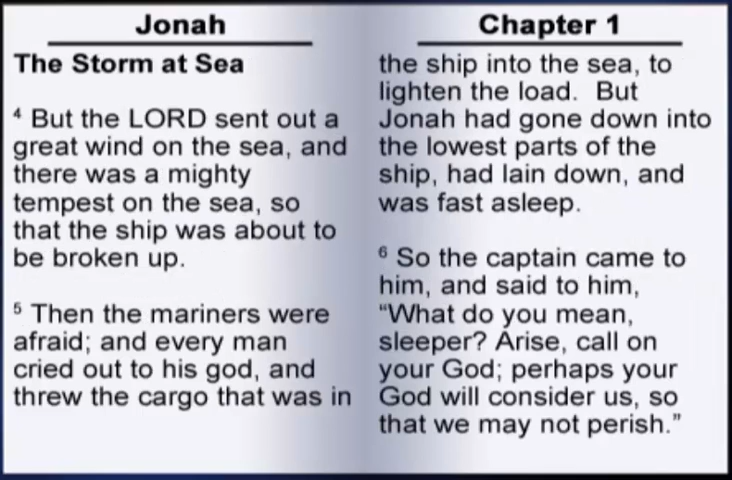 Jonah
The Storm at Sea
⁴ But the LORD sent out a
great wind on the sea, and
there was a mighty
tempest on the sea, so
that the ship was about to
be broken up.
⁵ Then the mariners were
afraid; and every man
cried out to his god, and
threw the cargo that was in
Chapter 1
the ship into the sea, to
lighten the load.  But
Jonah had gone down into
the lowest parts of the
ship, had lain down, and
was fast asleep.
⁶ So the captain came to
him, and said to him,
“What do you mean,
sleeper? Arise, call on
your God; perhaps your
God will consider us, so
that we may not perish.”